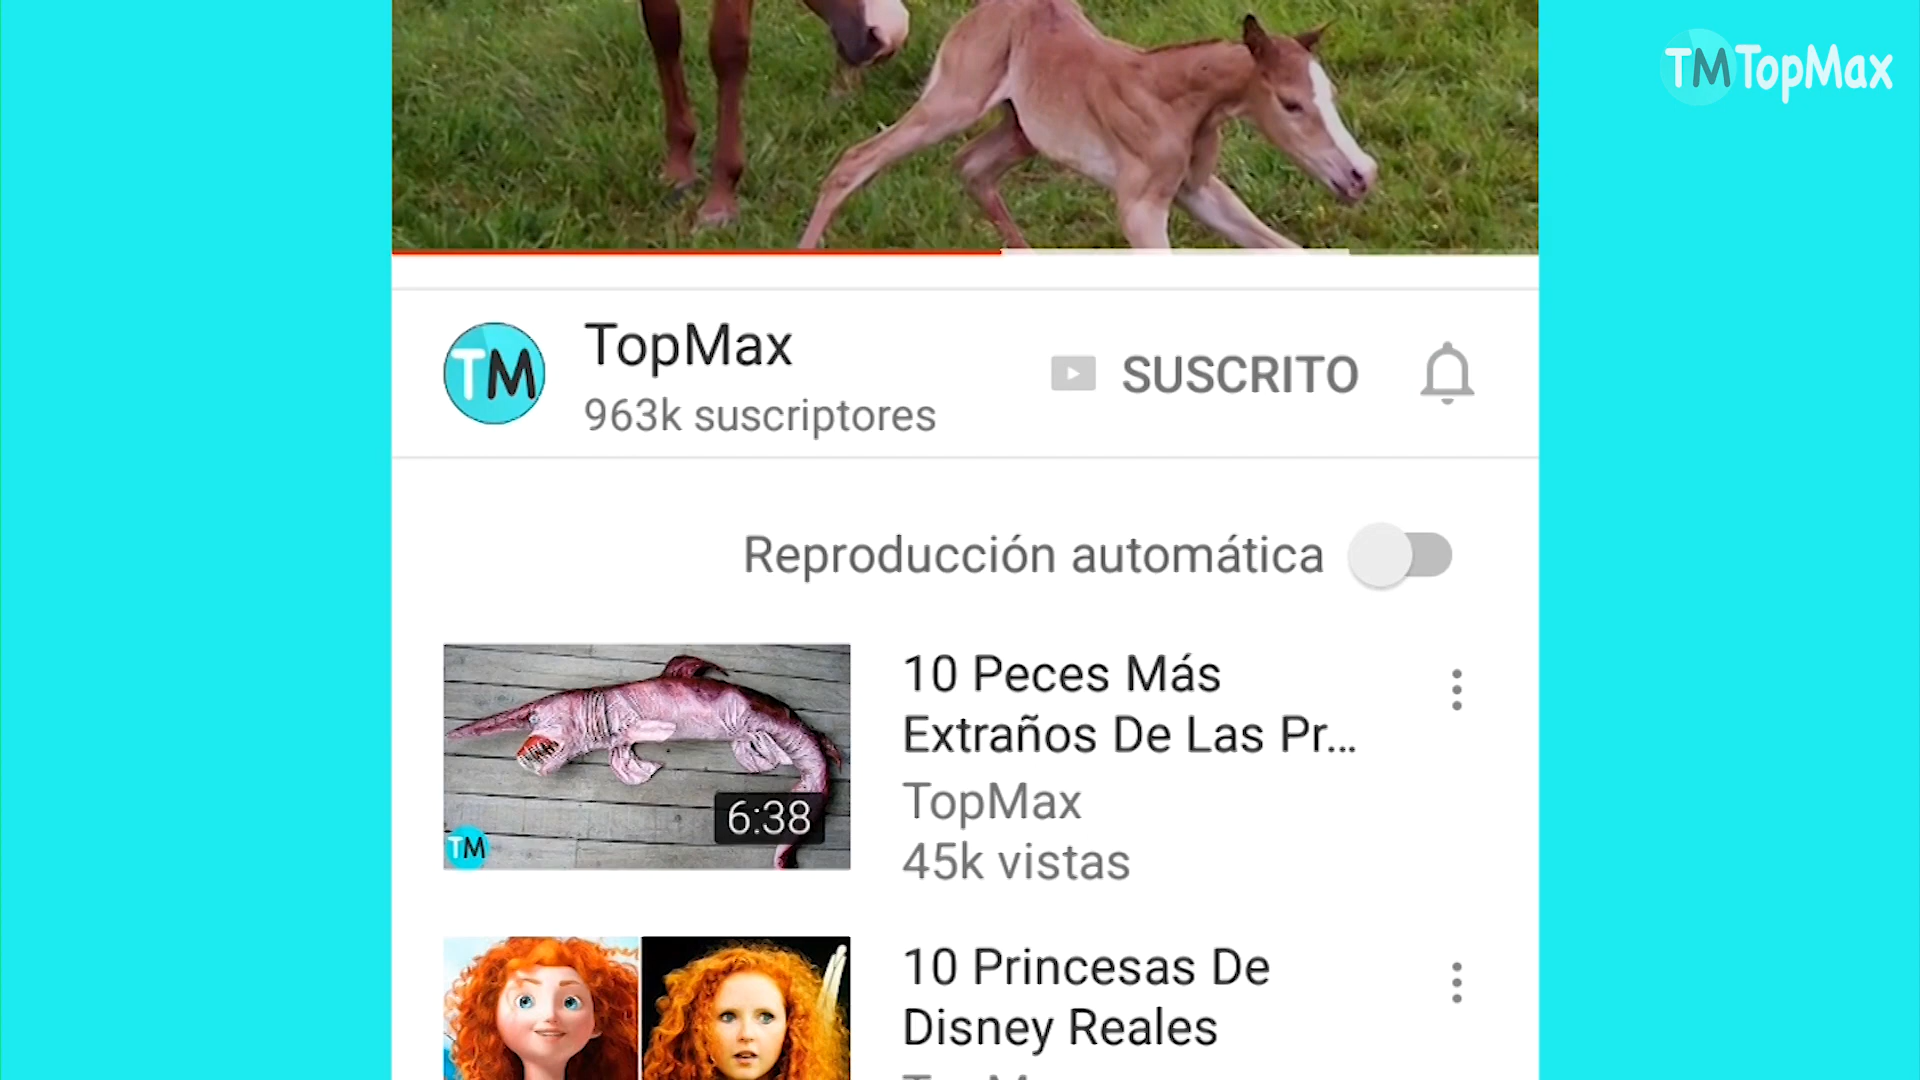 TM TopMax
TM
TopMax
963k suscriptores
SUSCRITO
Reproducción automática
10 Peces Más
Extraños De Las Pr...
TopMax
45k vistas
6:38
TM
10 Princesas De
Disney Reales